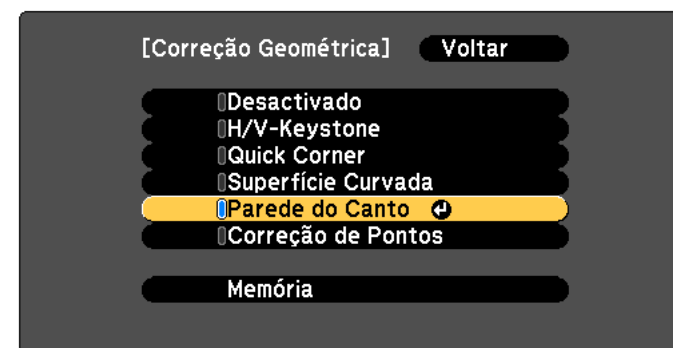 [Correção Geométrica] Voltar
Desactivado
H/V-Keystone
Quick Corner
Superfície Curvada
Parede do Canto
Correção de Pontos
Memória